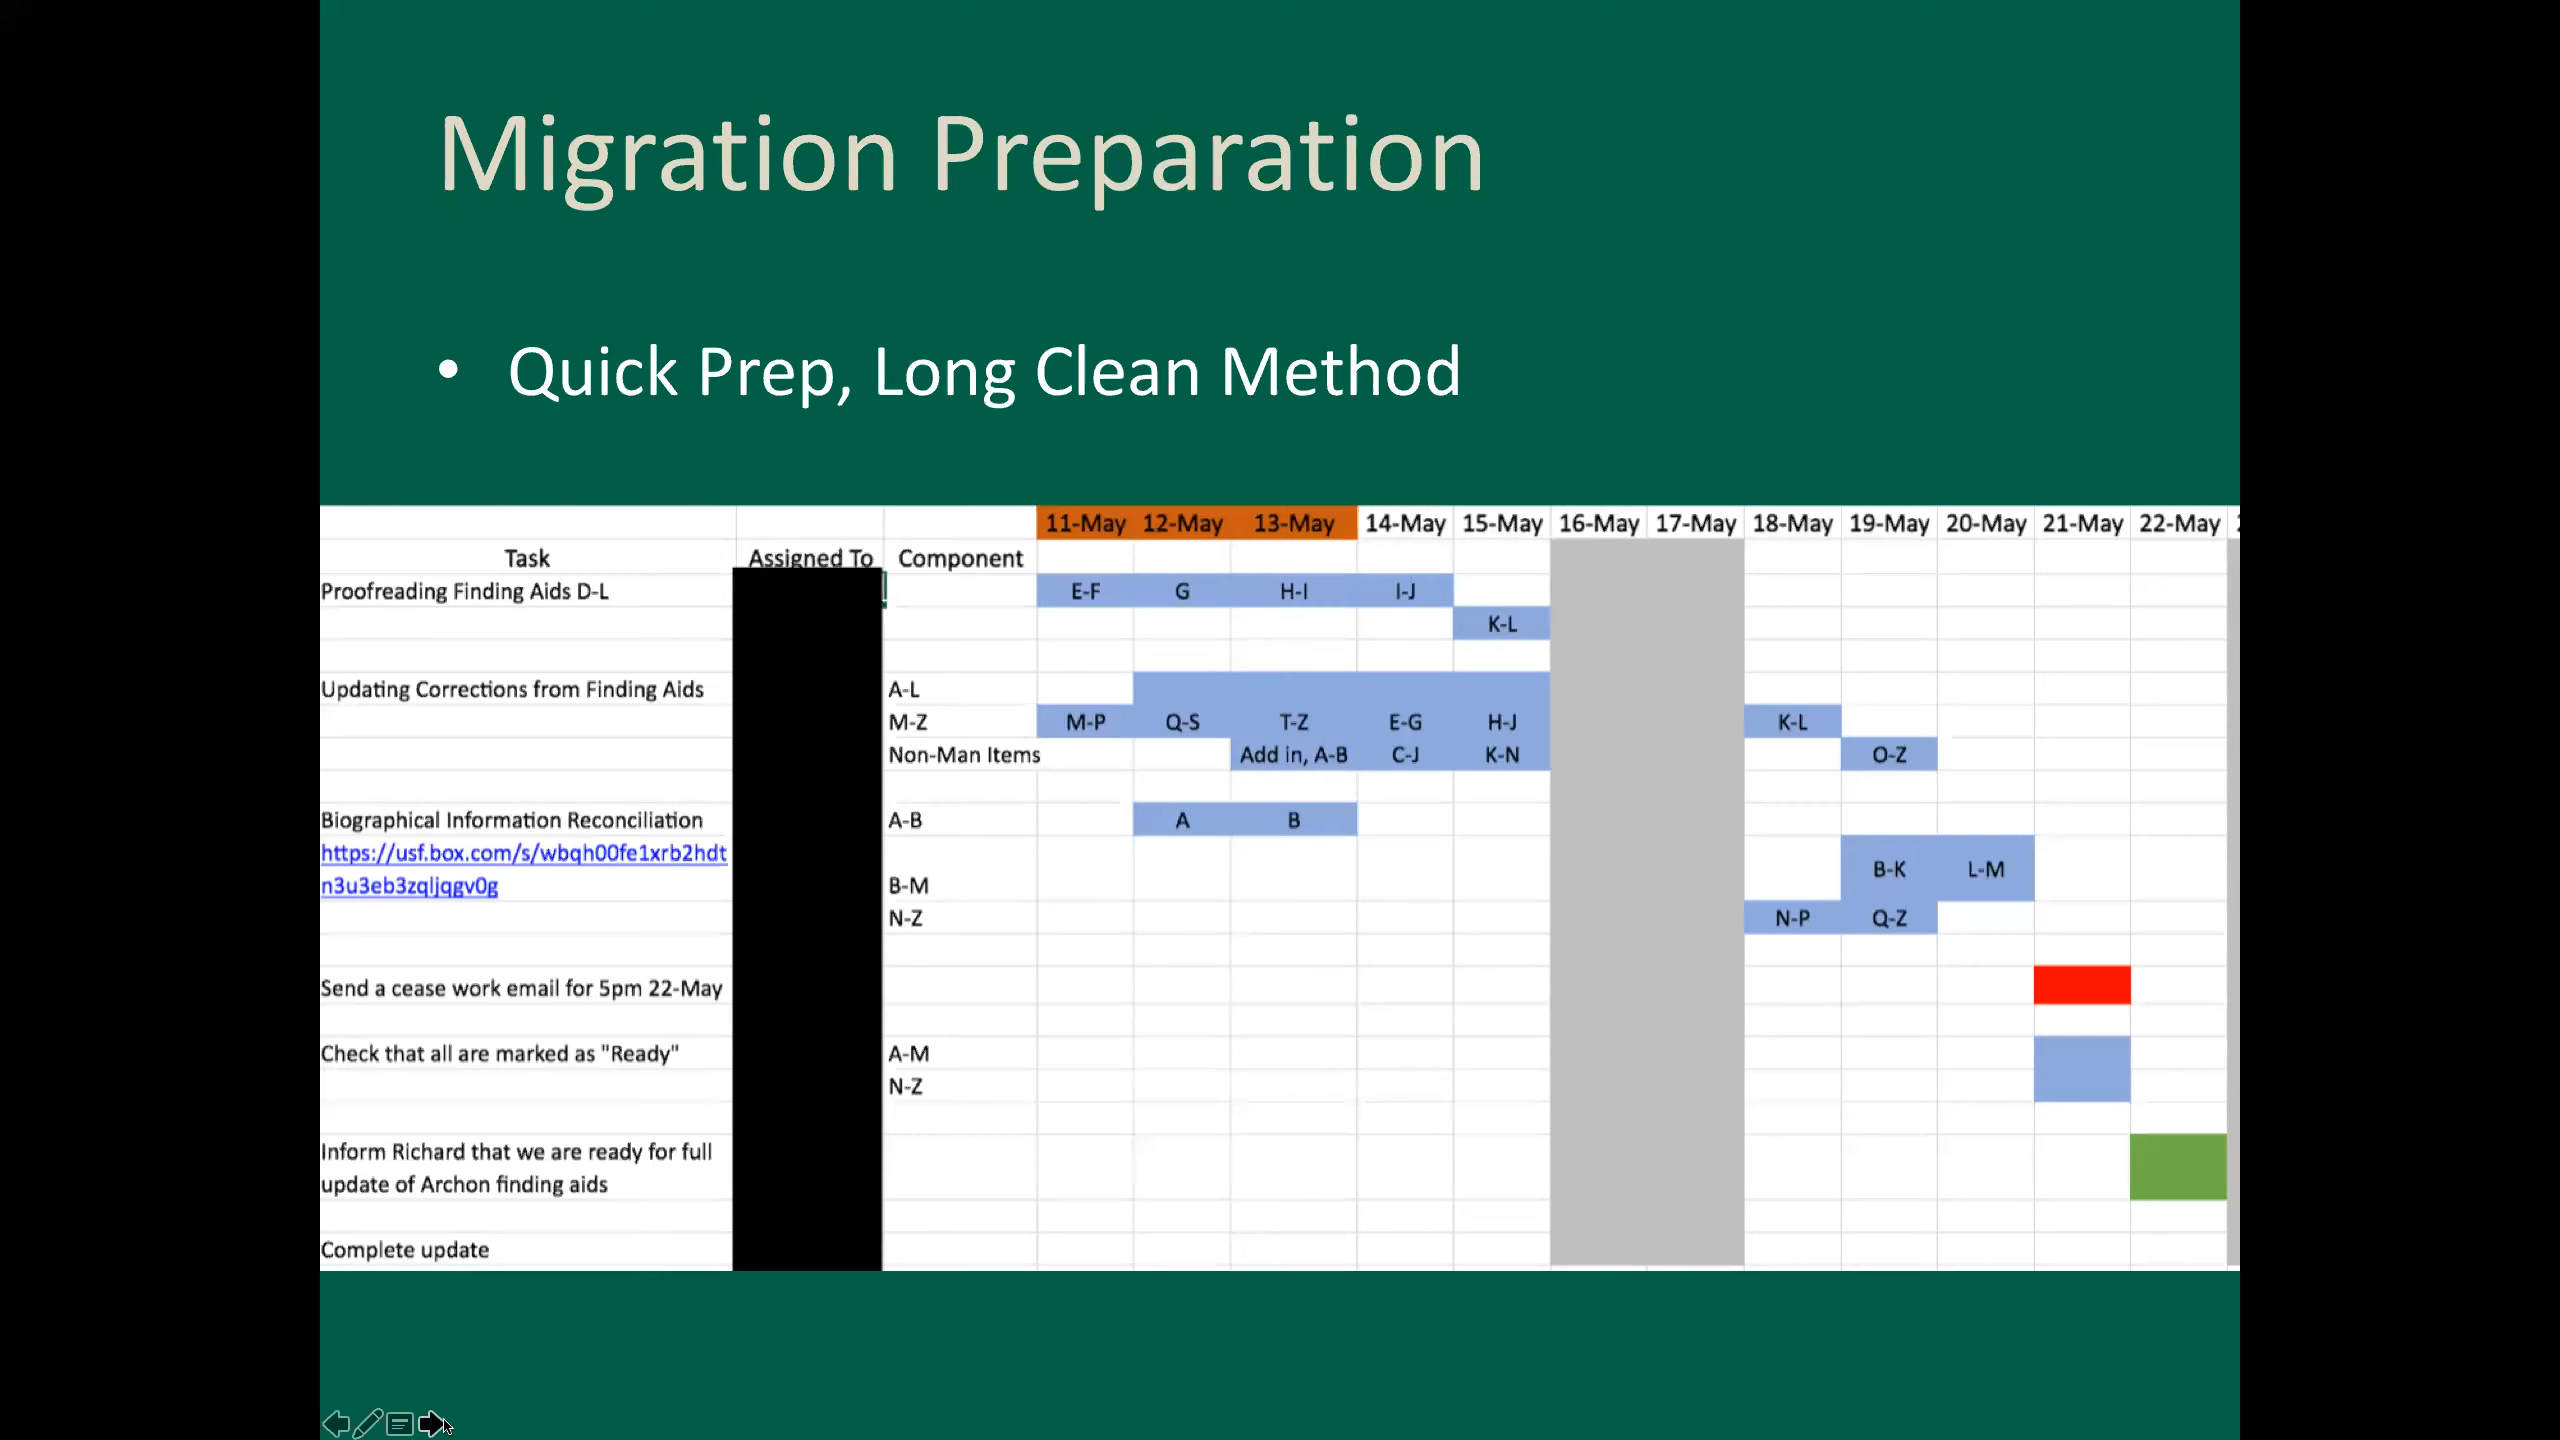 Migration Preparation
• Quick Prep, Long Clean Method
11-May 12-May 13-May 14-May 15-May 16-May 17-May 18-May 19-May 20-May 21-May 22-May
Task Assigned To Component
Proofreading Finding Aids D-L E-F G H-I I-J
K-L
Updating Corrections from Finding Aids A-L
M-Z M-P Q-S T-Z E-G H-J K-L
Non-Man Items Add in, A-B C-J K-N O-Z
Biographical Information Reconciliation A-B A B
https://usf.box.com/s/wbqh00fe1xrb2hdt
n3u3eb3zqljqgv0g B-M B-K L-M
N-Z N-P Q-Z
Send a cease work email for 5pm 22-May
Check that all are marked as "Ready" A-M
N-Z
Inform Richard that we are ready for full
update of Archon finding aids
Complete update